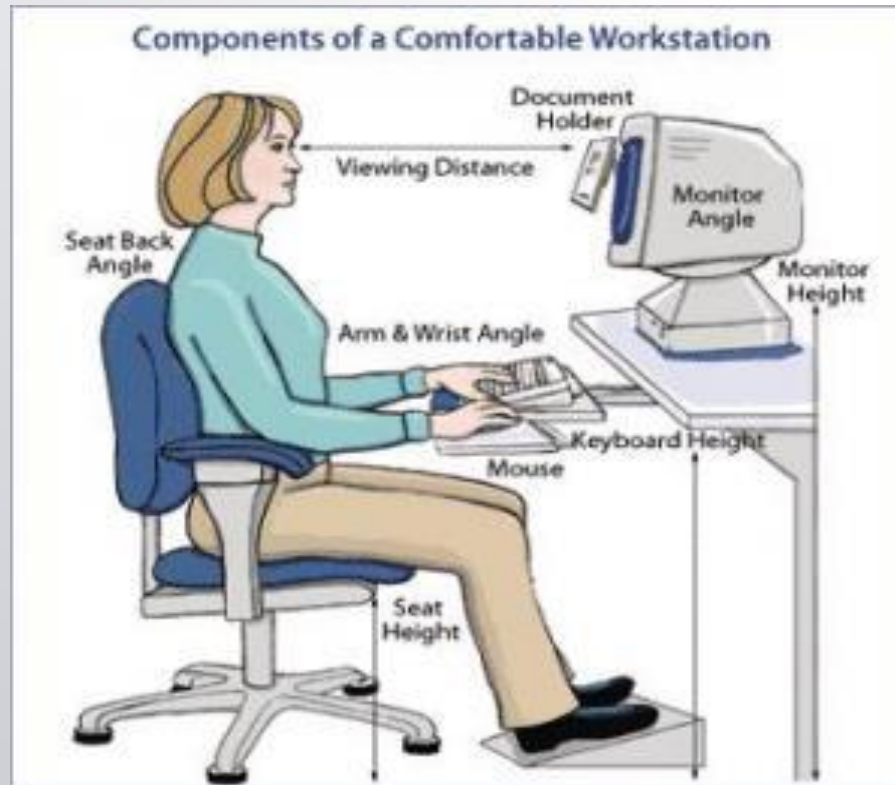 Components of a Comfortable Workstation
Document
Holder
Viewing Distance
Monitor
Angle
Seat Back
Angle
Monitor
Height
Arm & Wrist Angle
Keyboard Height
Mouse
Seat
Height